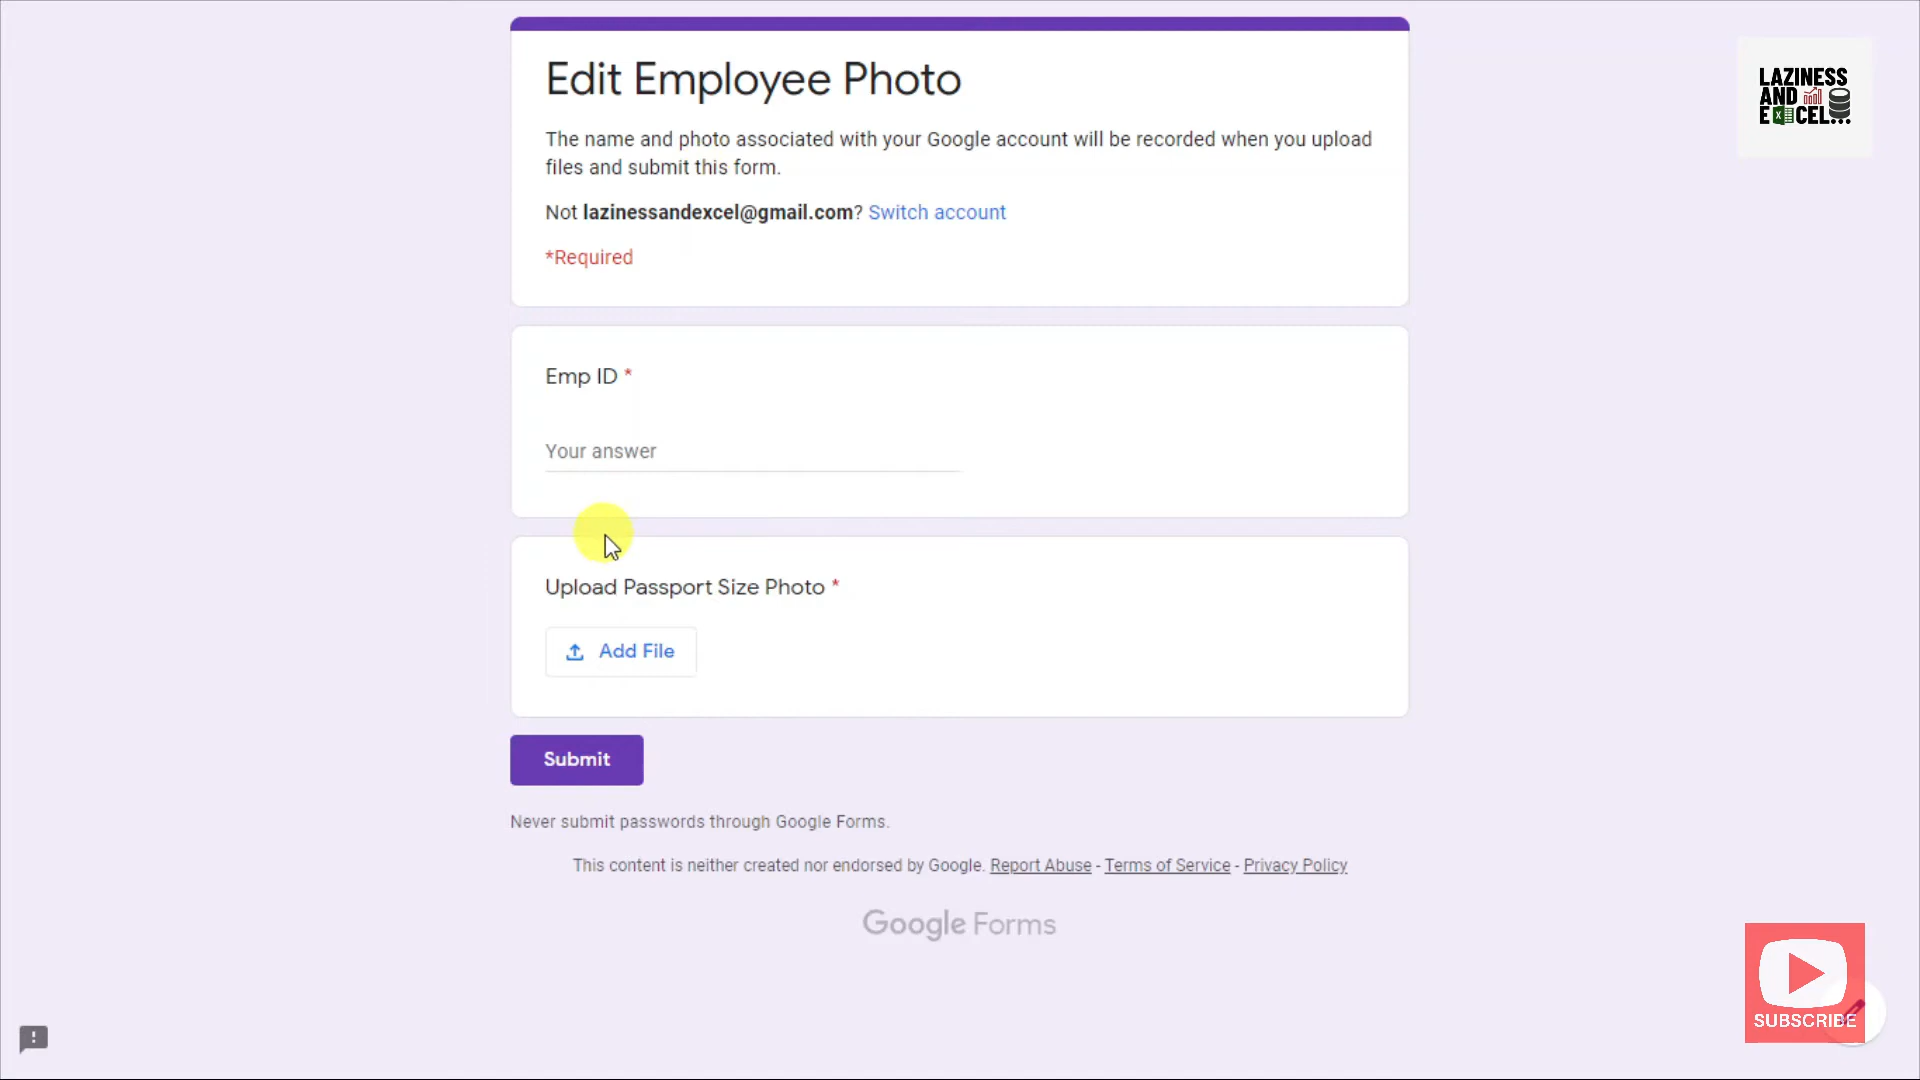 Edit Employee Photo
LAZINESS
AND
EXCEL...
The name and photo associated with your Google account will be recorded when you upload
files and submit this form.
Not lazinessandexcel@gmail.com? Switch account
*Required
Emp ID *
Your answer
Upload Passport Size Photo *
Add File
Submit
Never submit passwords through Google Forms.
This content is neither created nor endorsed by Google. Report Abuse - Terms of Service - Privacy Policy
Google Forms
SUBSCRIBE